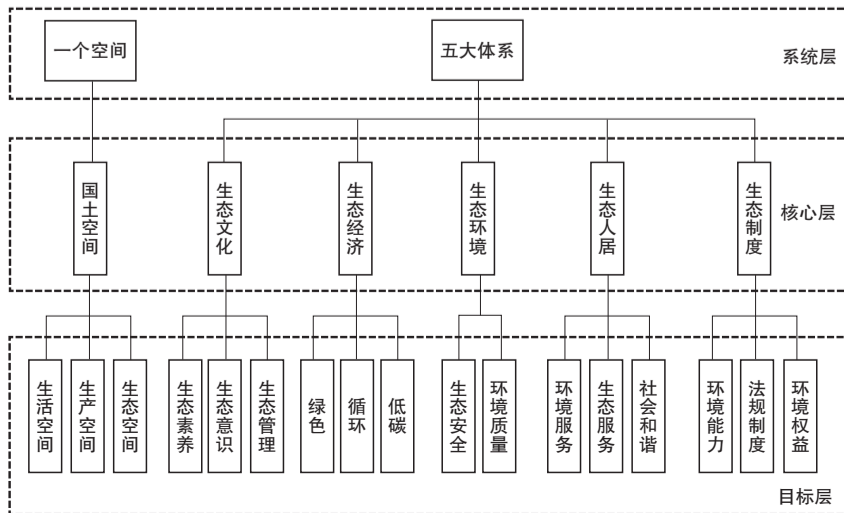 一个空间
五大体系
系统层
国土空间
生态文化
生态经济
生态环境
生态人居
生态制度
核心层
生活空间
生产空间
生态空间
生态素养
生态意识
生态管理
绿色
循环
低碳
生态安全
环境质量
环境服务
生态服务
社会和谐
环境能力
法规制度
环境权益
目标层